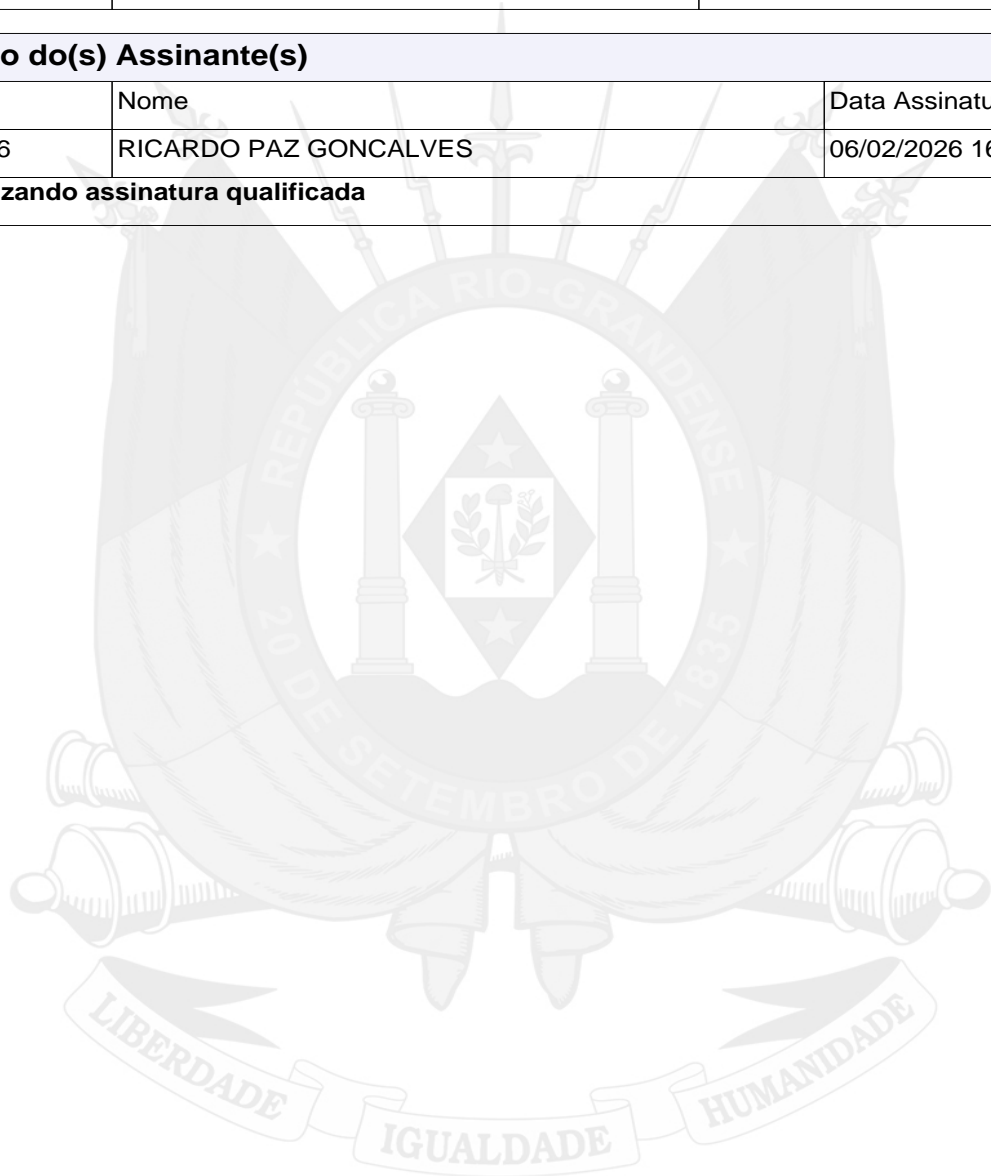 o do(s) Assinante(s)
Nome Data Assinatu
6 RICARDO PAZ GONCALVES 06/02/2026 16
zando assinatura qualificada
REPÚBLICA RIO-GRANDENSE
20 DE SETEMBRO DE 1835
LIBERDADE IGUALDADE HUMANIDADE